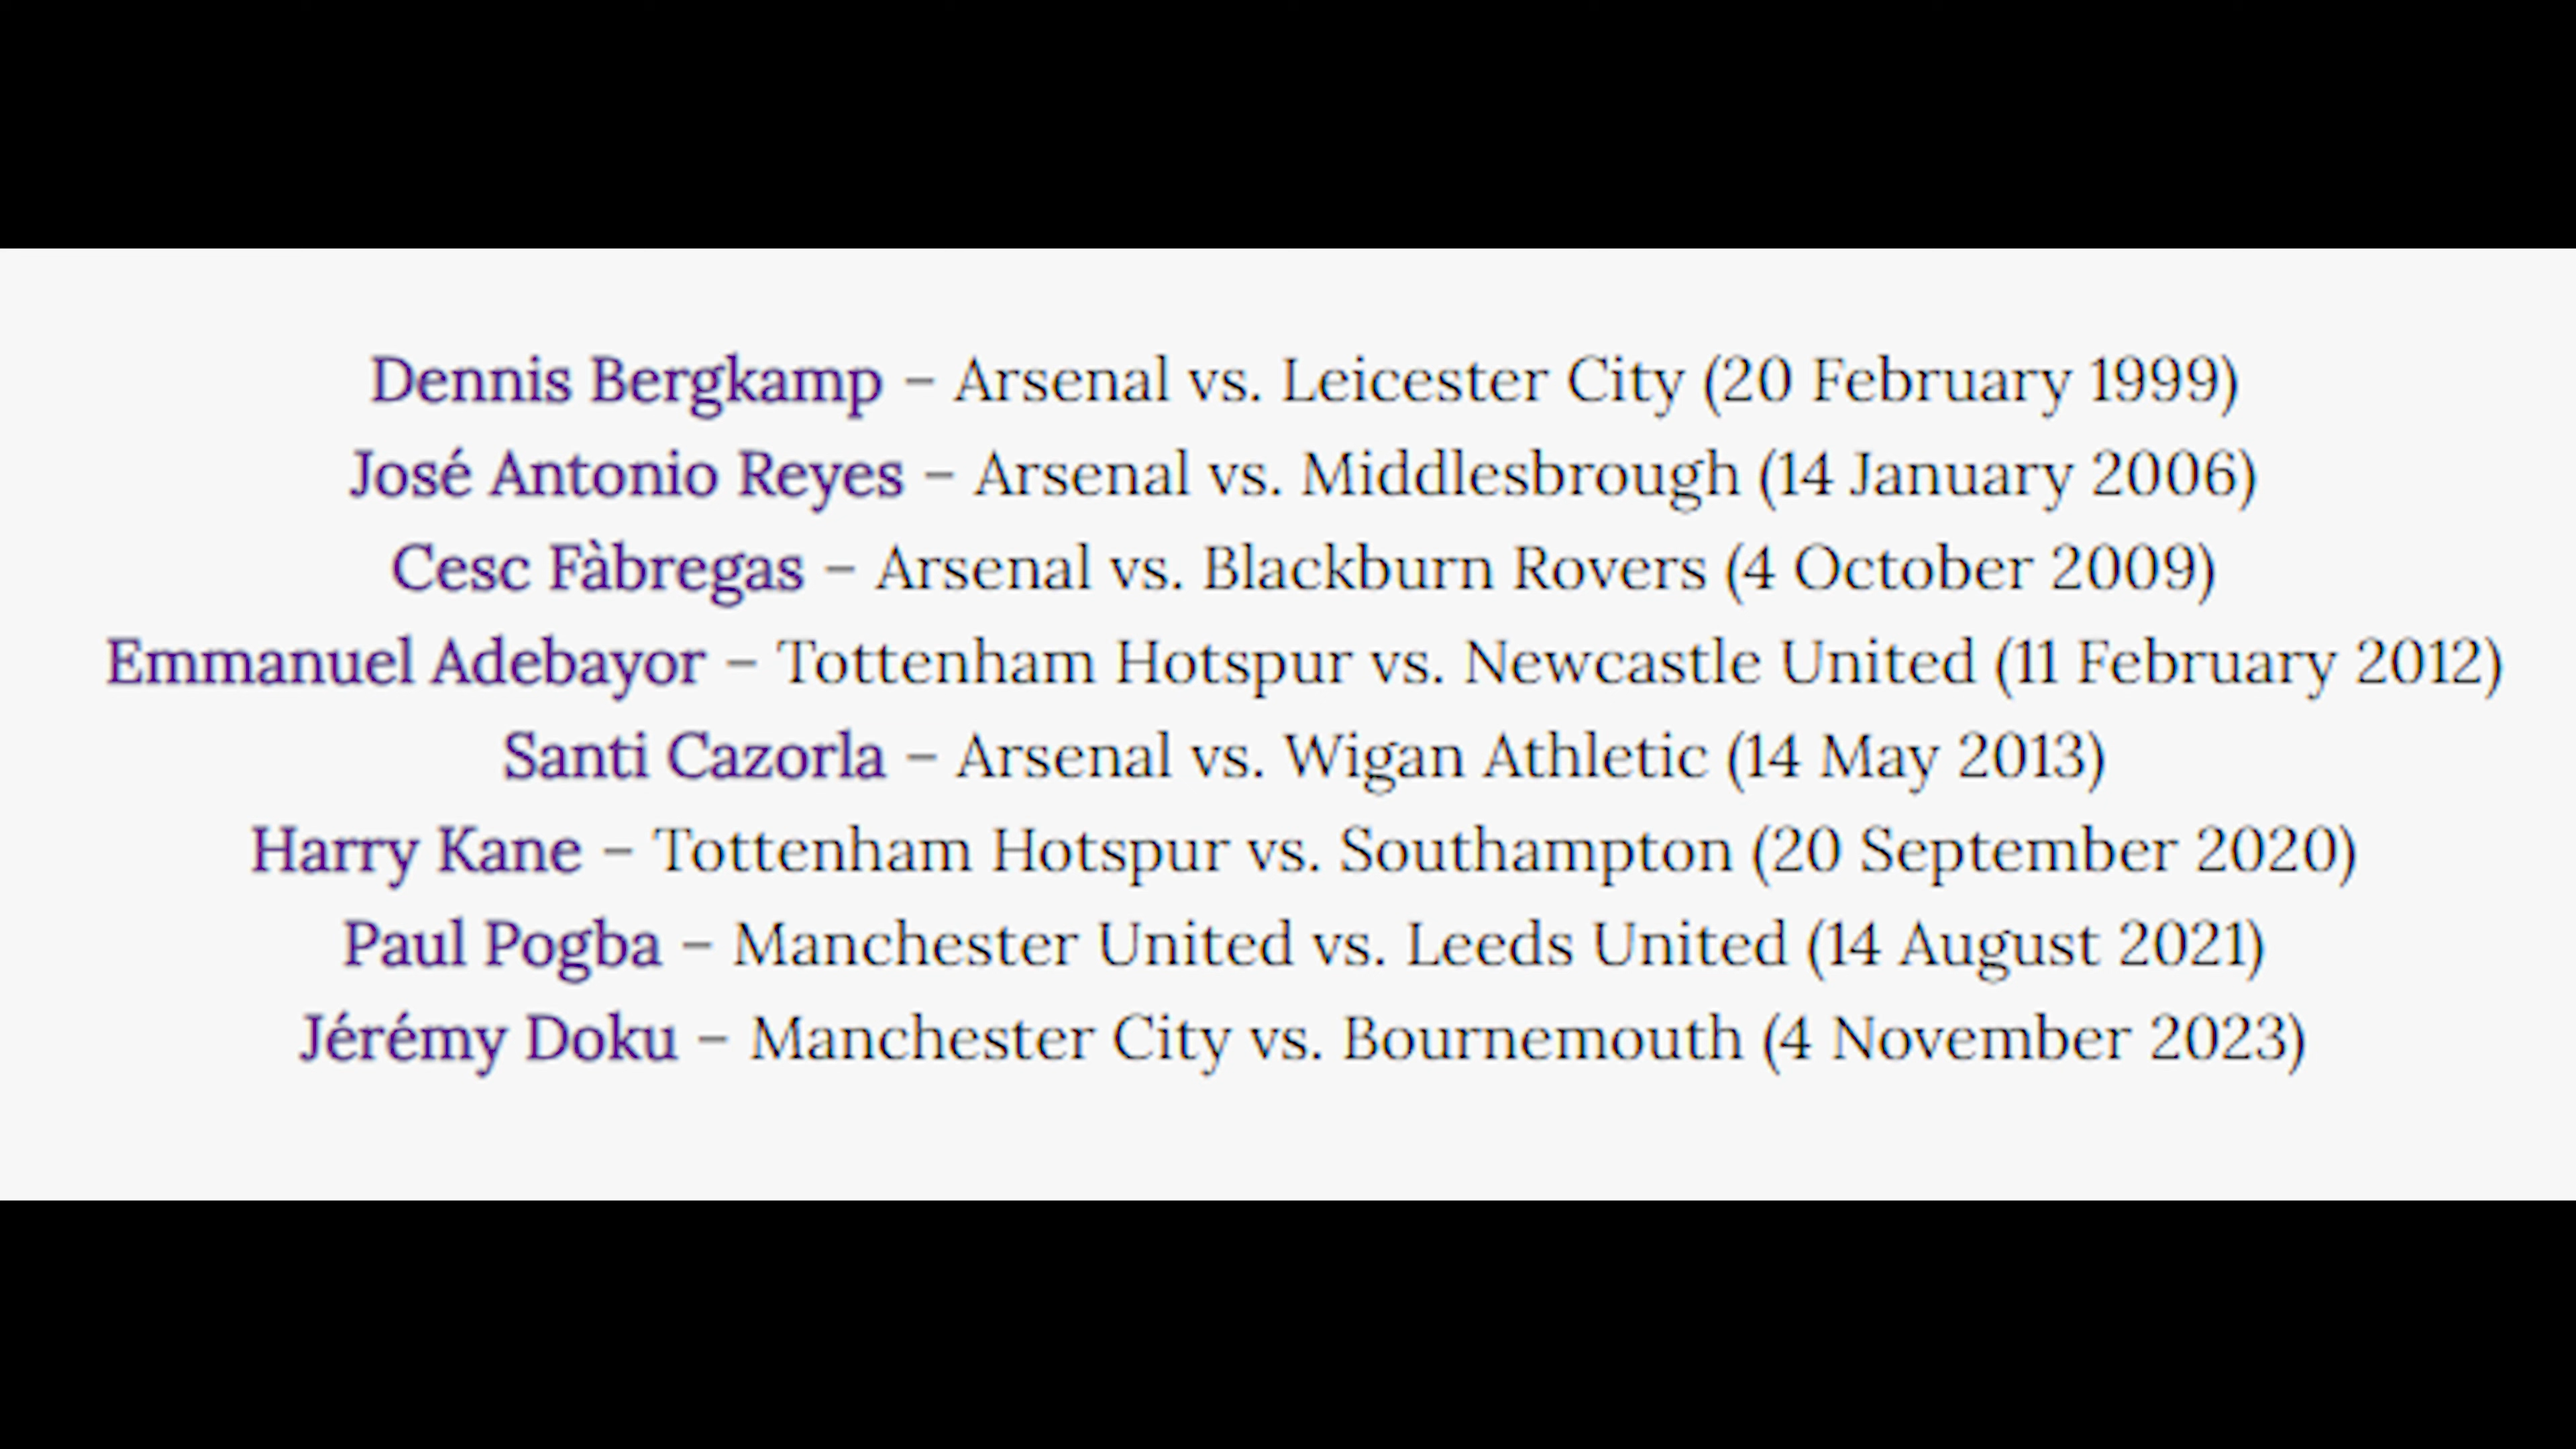 Dennis Bergkamp – Arsenal vs. Leicester City (20 February 1999)
José Antonio Reyes – Arsenal vs. Middlesbrough (14 January 2006)
Cesc Fàbregas – Arsenal vs. Blackburn Rovers (4 October 2009)
Emmanuel Adebayor – Tottenham Hotspur vs. Newcastle United (11 February 2012)
Santi Cazorla – Arsenal vs. Wigan Athletic (14 May 2013)
Harry Kane – Tottenham Hotspur vs. Southampton (20 September 2020)
Paul Pogba – Manchester United vs. Leeds United (14 August 2021)
Jérémy Doku – Manchester City vs. Bournemouth (4 November 2023)